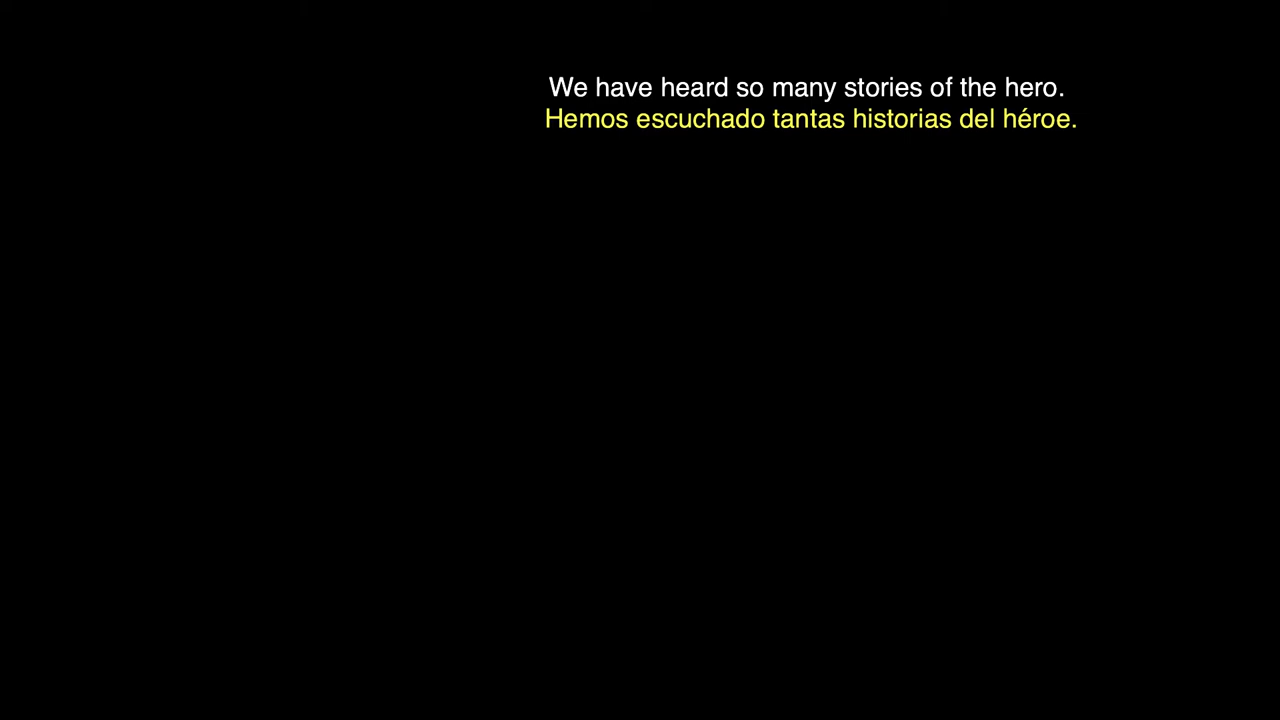 We have heard so many stories of the hero.
Hemos escuchado tantas historias del héroe.